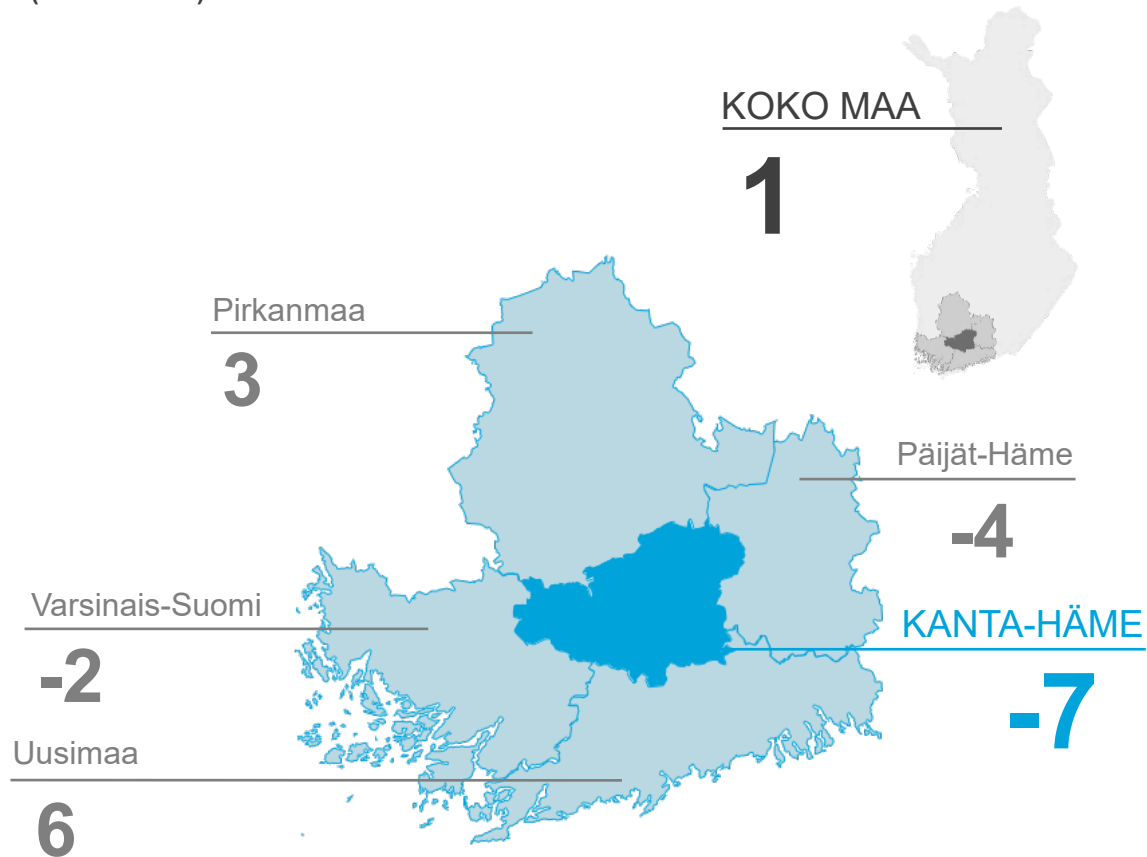 KOKO MAA
1
Pirkanmaa
3
Päijät-Häme
-4
Varsinais-Suomi
-2
KANTA-HÄME
-7
Uusimaa
6